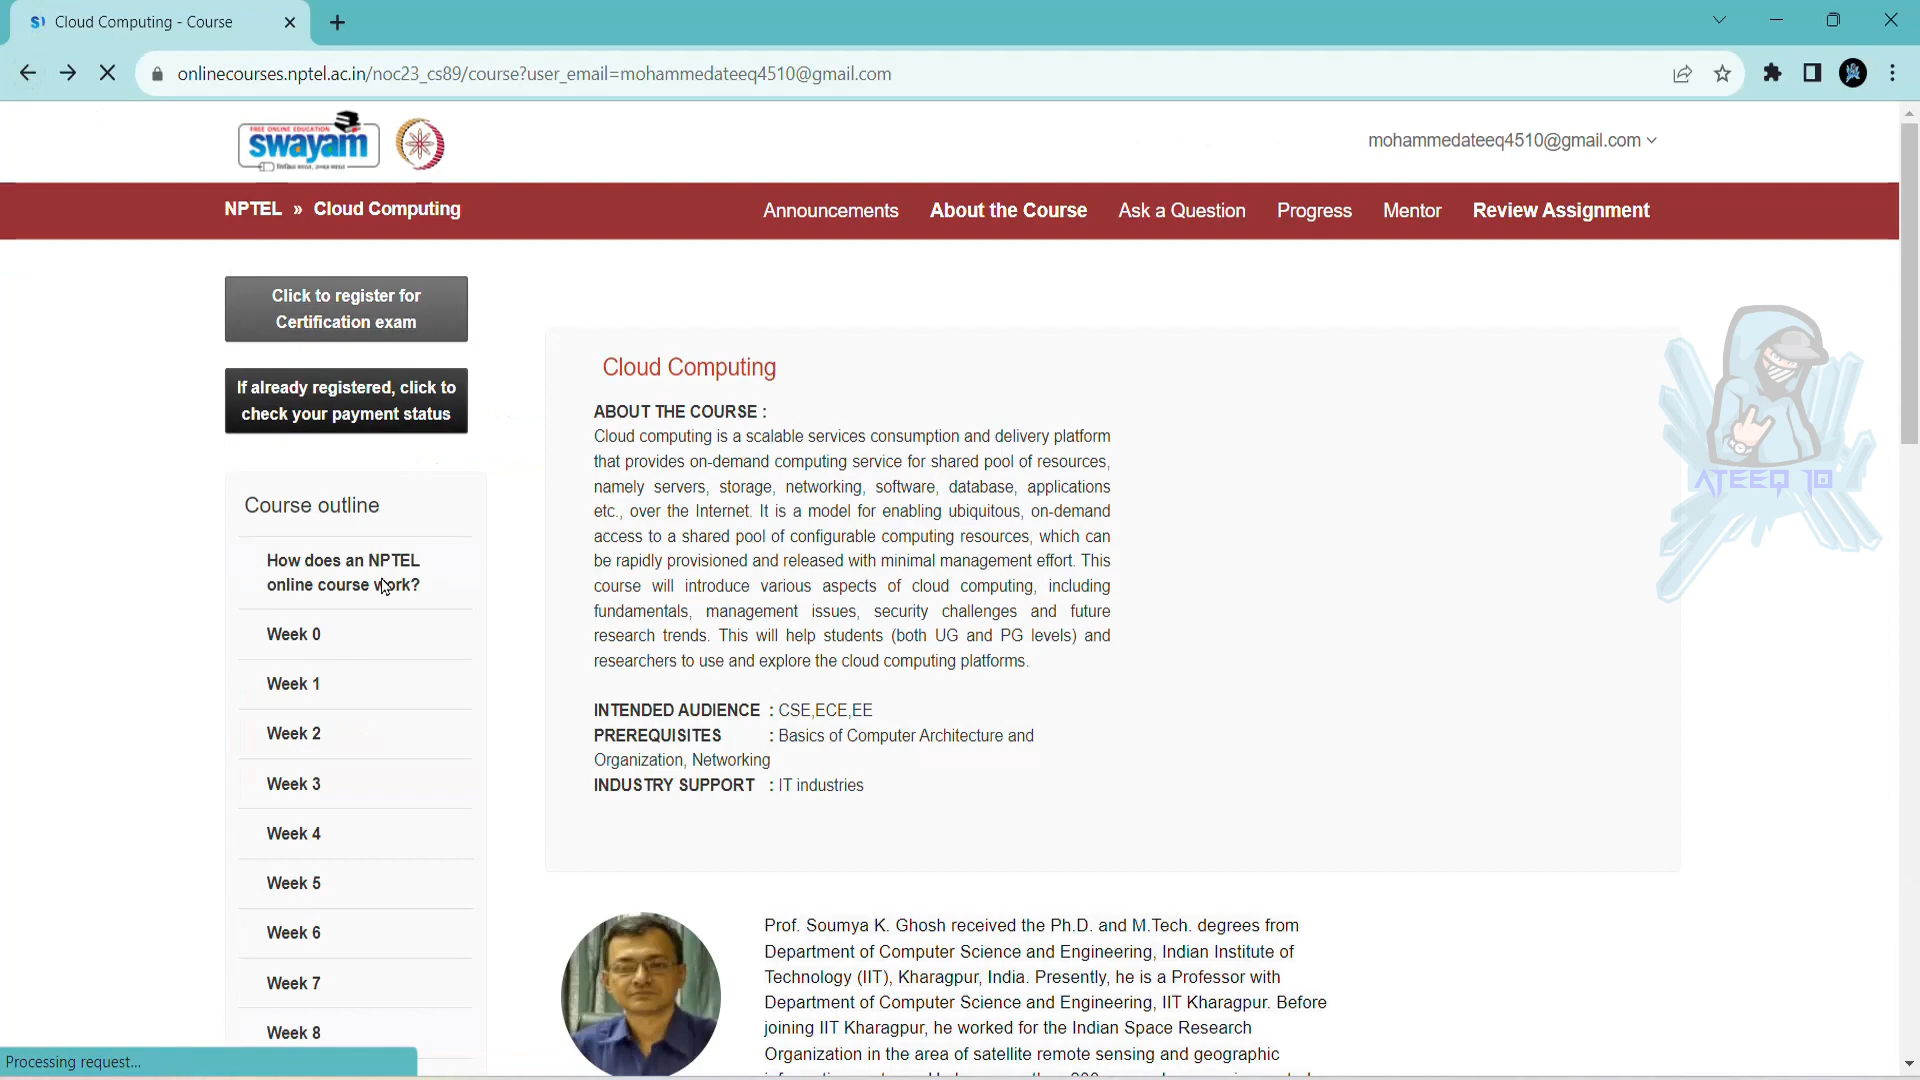 Cloud Computing - Course
onlinecourses.nptel.ac.in/noc23_cs89/course?user_email=mohammedateeq4510@gmail.com
FREE ONLINE EDUCATION
swayam
mohammedateeq4510@gmail.com
NPTEL » Cloud Computing
Announcements
About the Course
Ask a Question
Progress
Mentor
Review Assignment
Click to register for
Certification exam
If already registered, click to
check your payment status
Course outline
How does an NPTEL
online course work?
Week 0
Week 1
Week 2
Week 3
Week 4
Week 5
Week 6
Week 7
Week 8
Cloud Computing
ABOUT THE COURSE :
Cloud computing is a scalable services consumption and delivery platform
that provides on-demand computing service for shared pool of resources,
namely servers, storage, networking, software, database, applications
etc., over the Internet. It is a model for enabling ubiquitous, on-demand
access to a shared pool of configurable computing resources, which can
be rapidly provisioned and released with minimal management effort. This
course will introduce various aspects of cloud computing, including
fundamentals, management issues, security challenges and future
research trends. This will help students (both UG and PG levels) and
researchers to use and explore the cloud computing platforms.
INTENDED AUDIENCE : CSE,ECE,EE
PREREQUISITES : Basics of Computer Architecture and
Organization, Networking
INDUSTRY SUPPORT : IT industries
ATEEQ 10
Prof. Soumya K. Ghosh received the Ph.D. and M.Tech. degrees from
Department of Computer Science and Engineering, Indian Institute of
Technology (IIT), Kharagpur, India. Presently, he is a Professor with
Department of Computer Science and Engineering, IIT Kharagpur. Before
joining IIT Kharagpur, he worked for the Indian Space Research
Organization in the area of satellite remote sensing and geographic
Processing request...